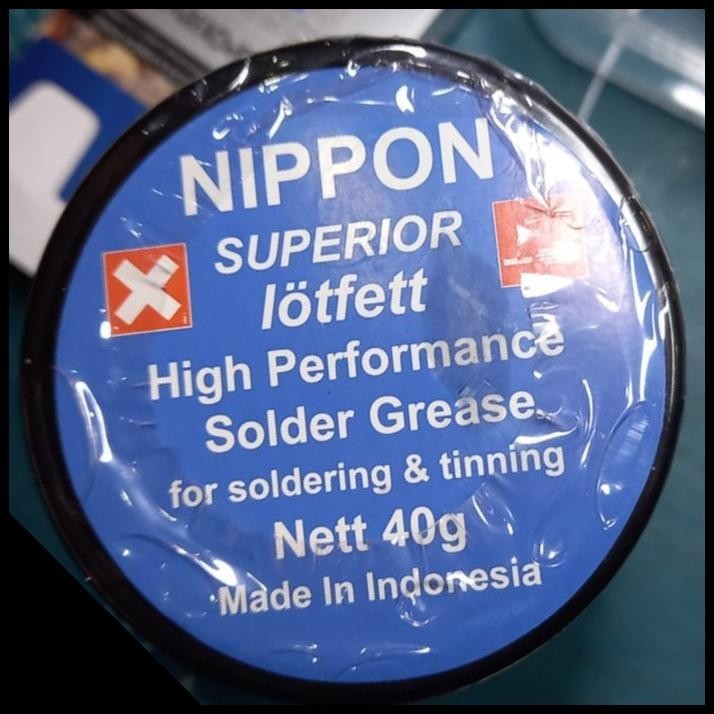 NIPPON
SUPERIOR
lötfett
High Performance
Solder Grease
for soldering & tinning
Nett 40g
Made In Indonesia